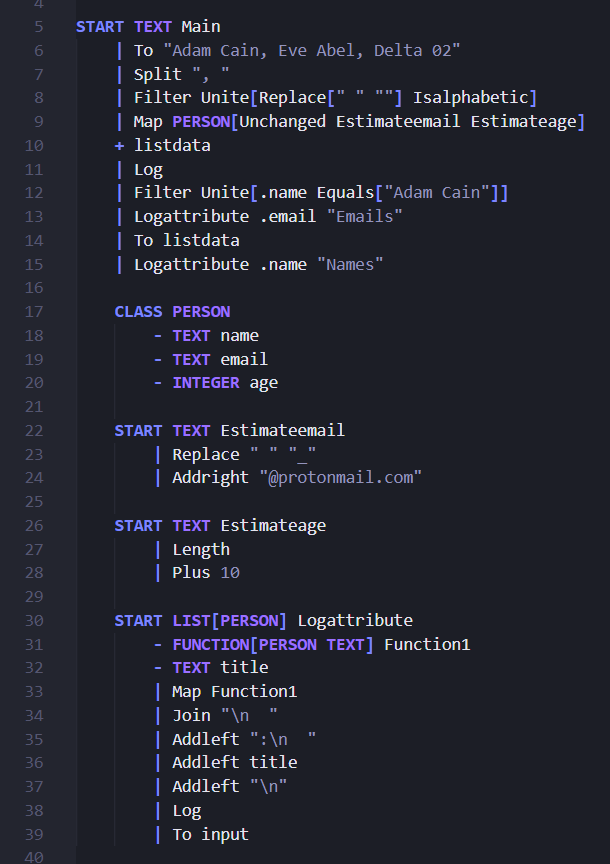 4
5 START TEXT Main
6 | To "Adam Cain, Eve Abel, Delta 02"
7 | Split ", "
8 | Filter Unite[Replace[" " ""] Isalphabetic]
9 | Map PERSON[Unchanged Estimateemail Estimateage]
10 + listdata
11 | Log
12 | Filter Unite[.name Equals["Adam Cain"]]
13 | Logattribute .email "Emails"
14 | To listdata
15 | Logattribute .name "Names"
16
17 CLASS PERSON
18 - TEXT name
19 - TEXT email
20 - INTEGER age
21
22 START TEXT Estimateemail
23 | Replace " " "_"
24 | Addright "@protonmail.com"
25
26 START TEXT Estimateage
27 | Length
28 | Plus 10
29
30 START LIST[PERSON] Logattribute
31 - FUNCTION[PERSON TEXT] Function1
32 - TEXT title
33 | Map Function1
34 | Join "\n  "
35 | Addleft ":\n  "
36 | Addleft title
37 | Addleft "\n"
38 | Log
39 | To input
40